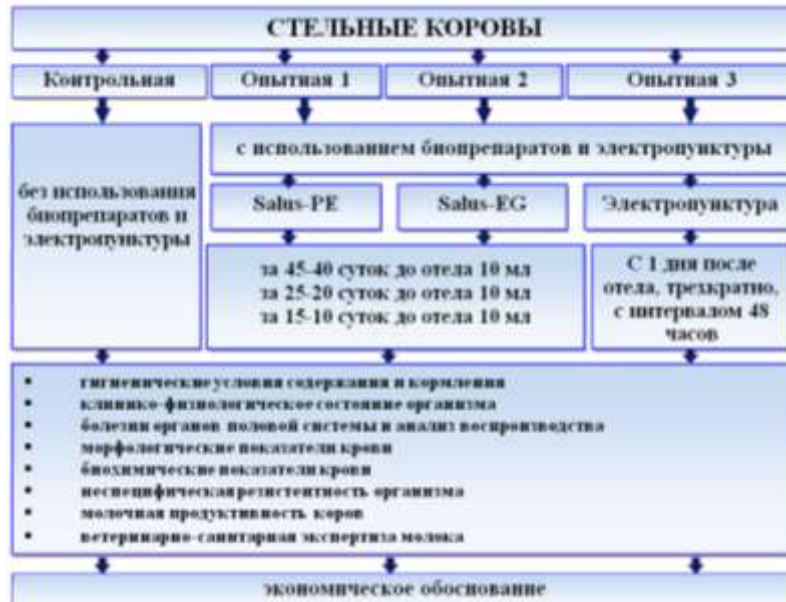 СТЕЛЬНЫЕ КОРОВЫ
Контрольная
Опытная 1
Опытная 2
Опытная 3
без использования
биопрепаратов и
электропунктуры
с использованием биопрепаратов и электропунктуры
Salus-PE
Salus-EG
Электропунктура
за 45-40 суток до отела 10 мл
за 25-20 суток до отела 10 мл
за 15-10 суток до отела 10 мл
С 1 дня после
отела, трехкратно,
с интервалом 48
часов
▪ гигиенические условия содержания и кормления
▪ клинико-физиологическое состояние организма
▪ болезни органов половой системы и анализ воспроизводства
▪ морфологические показатели крови
▪ биохимические показатели крови
▪ неспецифическая резистентность организма
▪ молочная продуктивность коров
▪ ветеринарно-санитарная экспертиза молока
экономическое обоснование